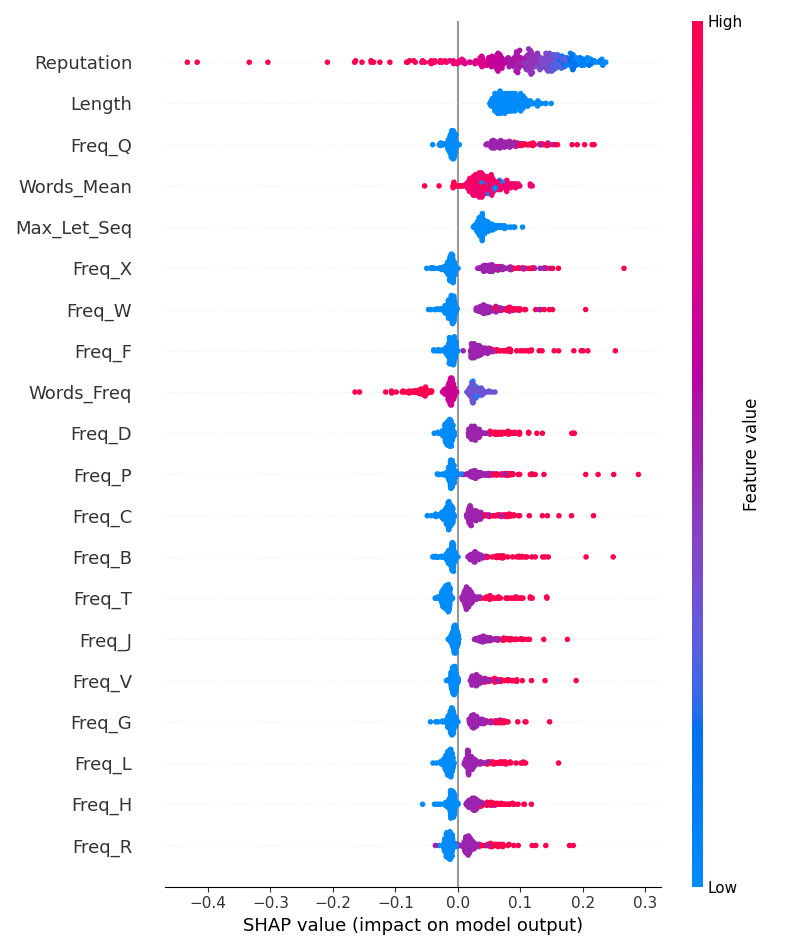 High
Reputation
Length
Freq_Q
Words_Mean
Max_Let_Seq
Freq_X
Freq_W
Freq_F
Words_Freq
Freq_D
Freq_P
Freq_C
Freq_B
Freq_T
Freq_J
Freq_V
Freq_G
Freq_L
Freq_H
Freq_R
Feature value
Low
−0.4 −0.3 −0.2 −0.1 0.0 0.1 0.2 0.3
SHAP value (impact on model output)